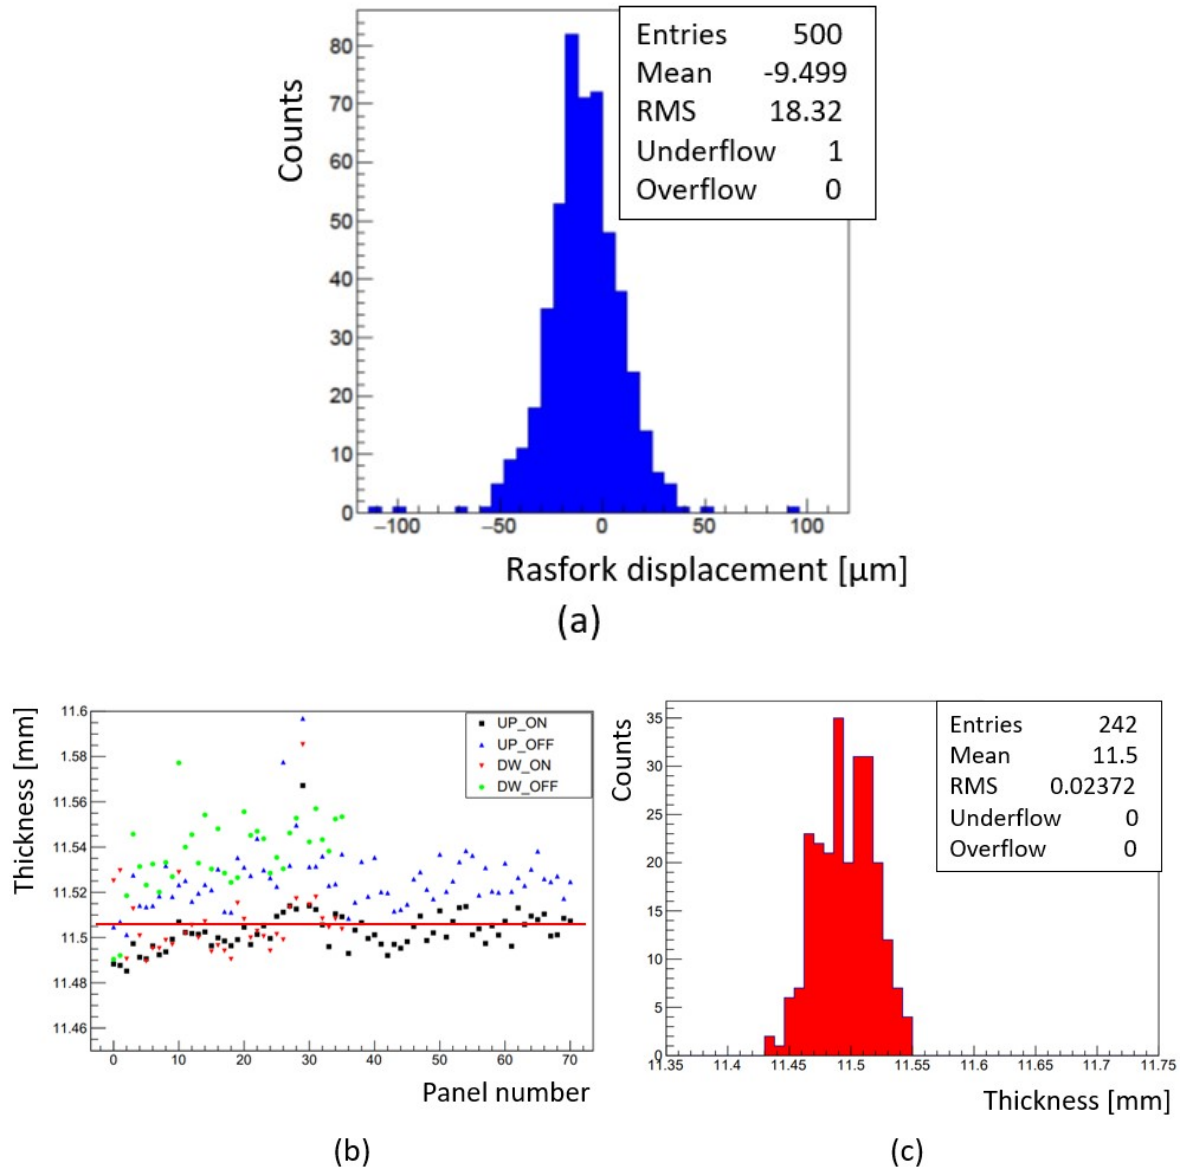 Entries 500
Mean -9.499
RMS 18.32
Underflow 1
Overflow 0
Counts
80
70
60
50
40
30
20
10
0
−100 −50 0 50 100
Rasfork displacement [μm]
(a)
Thickness [mm]
11.6
11.58
11.56
11.54
11.52
11.5
11.48
11.46
UP_ON
UP_OFF
DW_ON
DW_OFF
0 10 20 30 40 50 60 70
Panel number
(b)
Counts
35
30
25
20
15
10
5
0
Entries 242
Mean 11.5
RMS 0.02372
Underflow 0
Overflow 0
11.35 11.4 11.45 11.5 11.55 11.6 11.65 11.7 11.75
Thickness [mm]
(c)